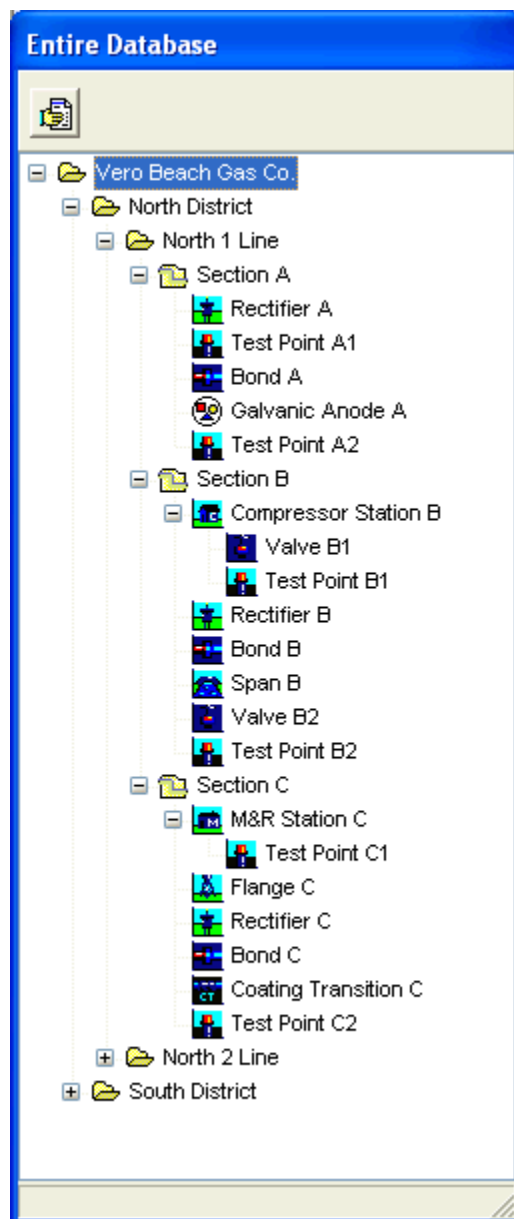 Entire Database
Vero Beach Gas Co.
North District
North 1 Line
Section A
Rectifier A
Test Point A1
Bond A
Galvanic Anode A
Test Point A2
Section B
Compressor Station B
Valve B1
Test Point B1
Rectifier B
Bond B
Span B
Valve B2
Test Point B2
Section C
M&R Station C
Test Point C1
Flange C
Rectifier C
Bond C
CT Coating Transition C
Test Point C2
North 2 Line
South District